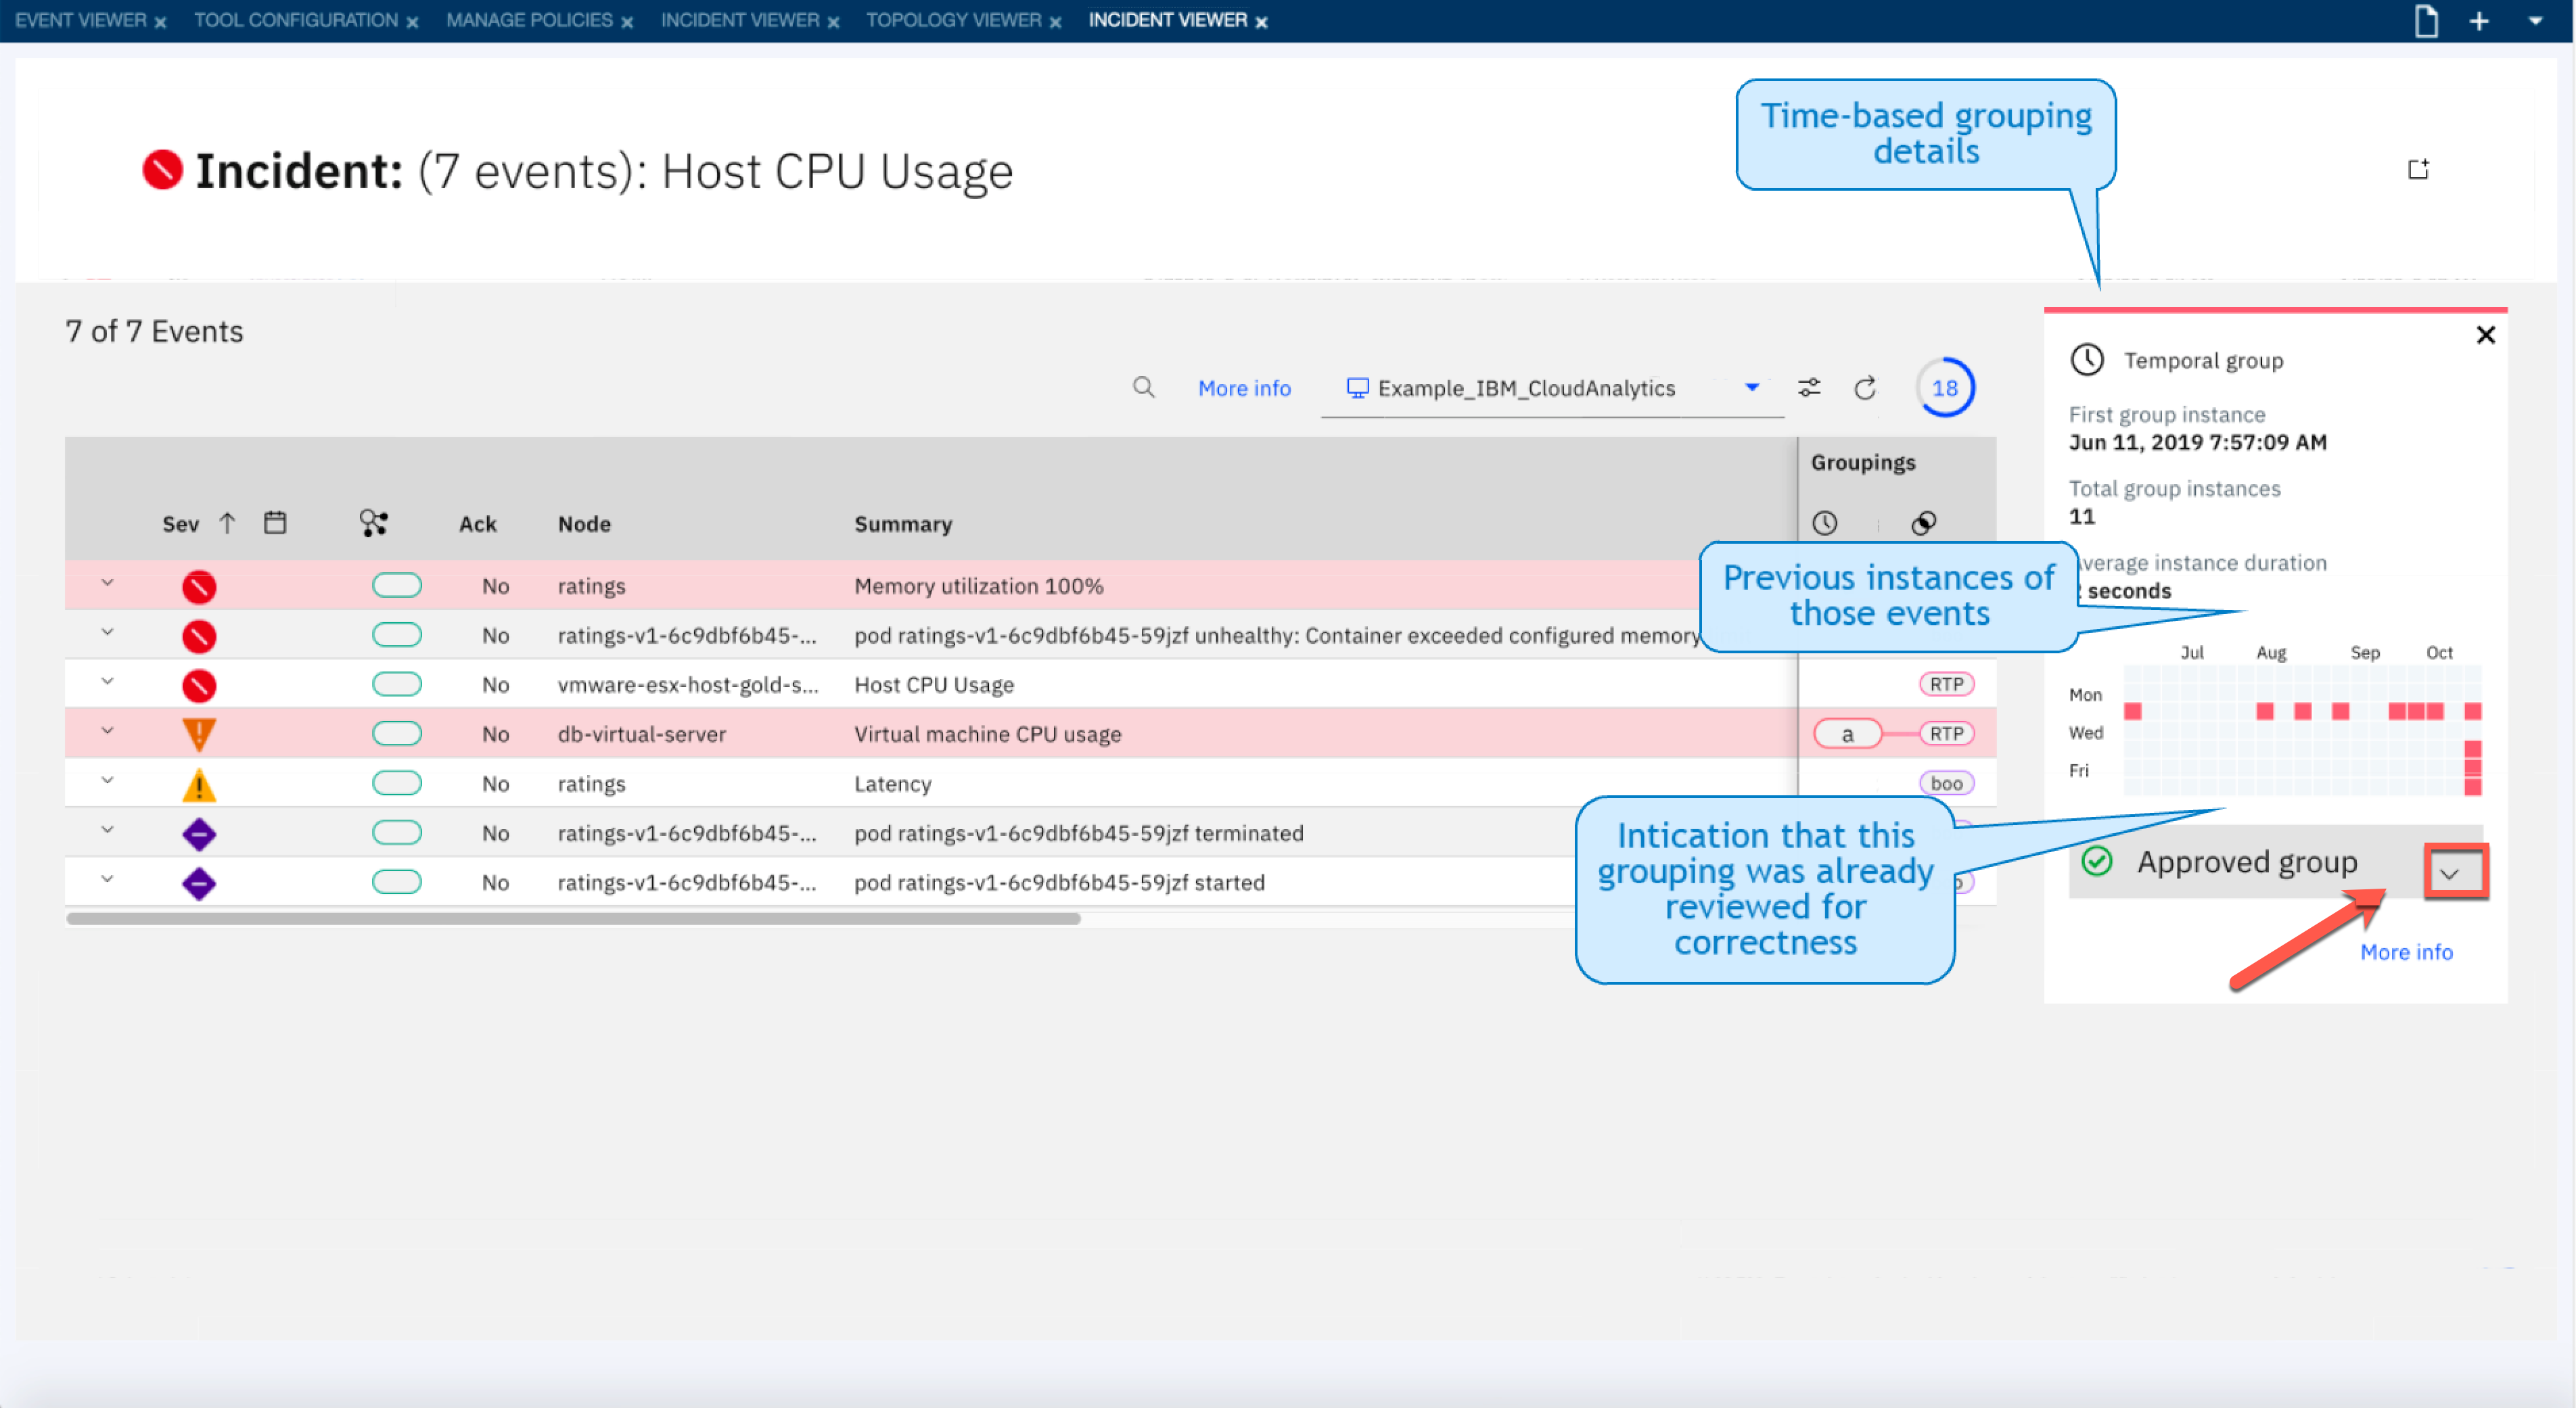 EVENT VIEWER x TOOL CONFIGURATION x MANAGE POLICIES x INCIDENT VIEWER x TOPOLOGY VIEWER x INCIDENT VIEWER x
Time-based grouping
details
Incident: (7 events): Host CPU Usage
7 of 7 Events
More info Example_IBM_CloudAnalytics 18
Groupings
Sev Ack Node Summary
No ratings Memory utilization 100%
No ratings-v1-6c9dbf6b45-... pod ratings-v1-6c9dbf6b45-59jzf unhealthy: Container exceeded configured memory
No vmware-esx-host-gold-s... Host CPU Usage RTP
No db-virtual-server Virtual machine CPU usage a RTP
No ratings Latency boo
No ratings-v1-6c9dbf6b45-... pod ratings-v1-6c9dbf6b45-59jzf terminated
No ratings-v1-6c9dbf6b45-... pod ratings-v1-6c9dbf6b45-59jzf started
Previous instances of
those events
Intication that this
grouping was already
reviewed for
correctness
Temporal group
First group instance
Jun 11, 2019 7:57:09 AM
Total group instances
11
instance duration
seconds
Jul Aug Sep Oct
Mon
Wed
Fri
Approved group
More info